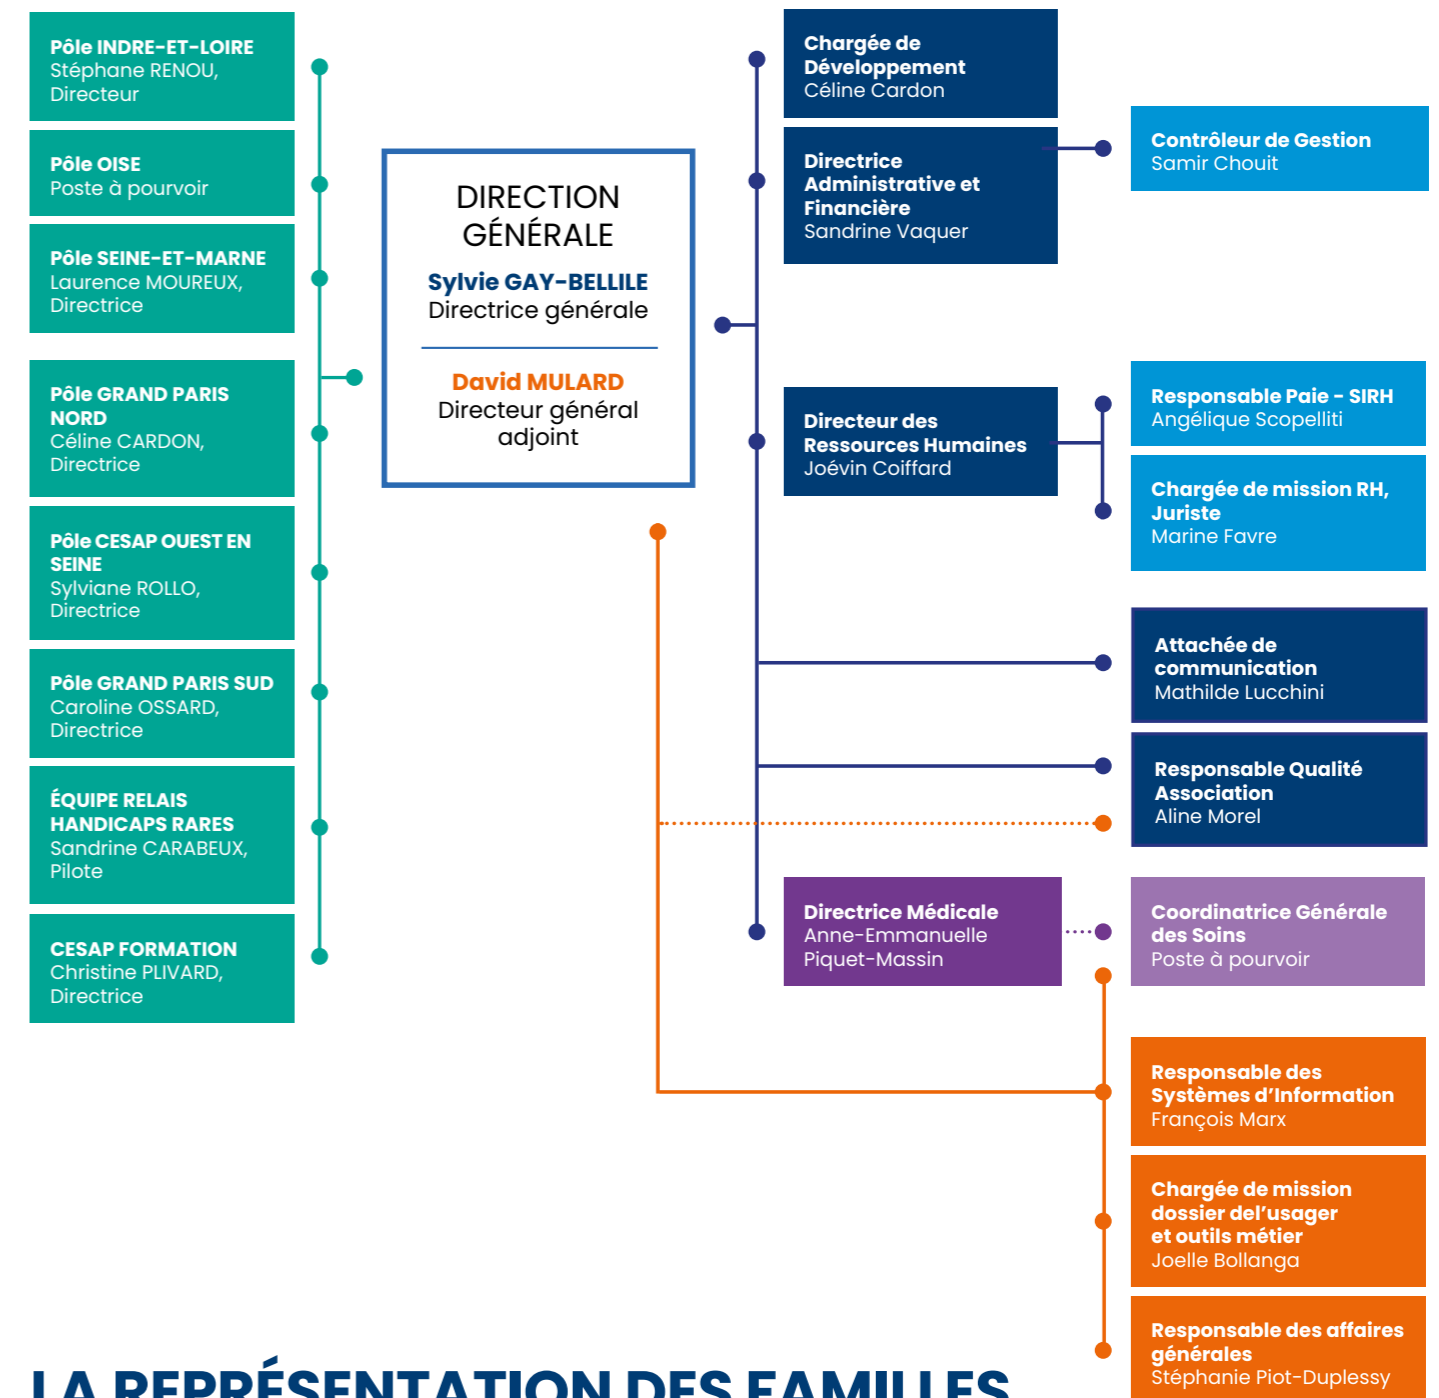 Pôle INDRE-ET-LOIRE
Stéphane RENOU,
Directeur
Pôle OISE
Poste à pourvoir
Pôle SEINE-ET-MARNE
Laurence MOUREUX,
Directrice
Pôle GRAND PARIS
NORD
Céline CARDON,
Directrice
Pôle CESAP OUEST EN
SEINE
Sylviane ROLLO,
Directrice
Pôle GRAND PARIS SUD
Caroline OSSARD,
Directrice
ÉQUIPE RELAIS
HANDICAPS RARES
Sandrine CARABEUX,
Pilote
CESAP FORMATION
Christine PLIVARD,
Directrice
DIRECTION
GÉNÉRALE
Sylvie GAY-BELLILE
Directrice générale
David MULARD
Directeur général
adjoint
Chargée de
Développement
Céline Cardon
Directrice
Administrative et
Financière
Sandrine Vaquer
Contrôleur de Gestion
Samir Chouit
Directeur des
Ressources Humaines
Joévin Coiffard
Responsable Paie - SIRH
Angélique Scopelliti
Chargée de mission RH,
Juriste
Marine Favre
Attachée de
communication
Mathilde Lucchini
Responsable Qualité
Association
Aline Morel
Directrice Médicale
Anne-Emmanuelle
Piquet-Massin
Coordinatrice Générale
des Soins
Poste à pourvoir
Responsable des
Systèmes d'Information
François Marx
Chargée de mission
dossier del'usager
et outils métier
Joelle Bollanga
Responsable des affaires
générales
Stéphanie Piot-Duplessy
LA REPRÉSENTATION DES FAMILLES